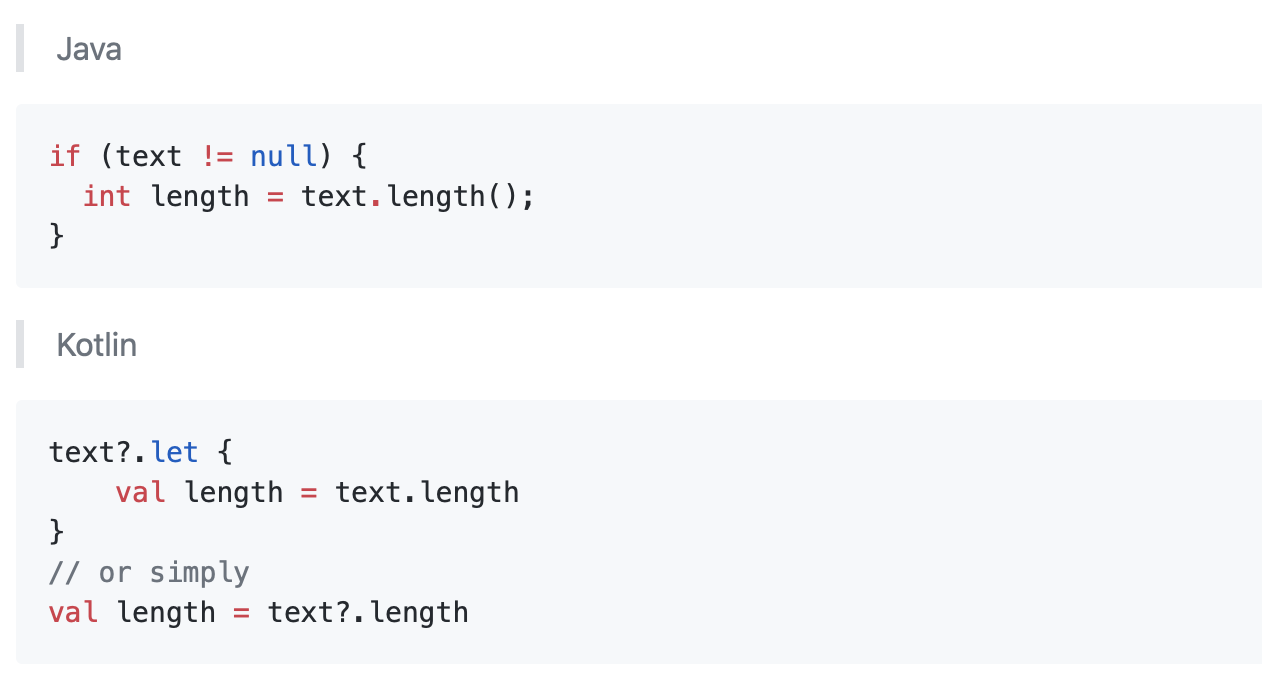 Java
if (text != null) {
  int length = text.length();
}
Kotlin
text?.let {
    val length = text.length
}
// or simply
val length = text?.length